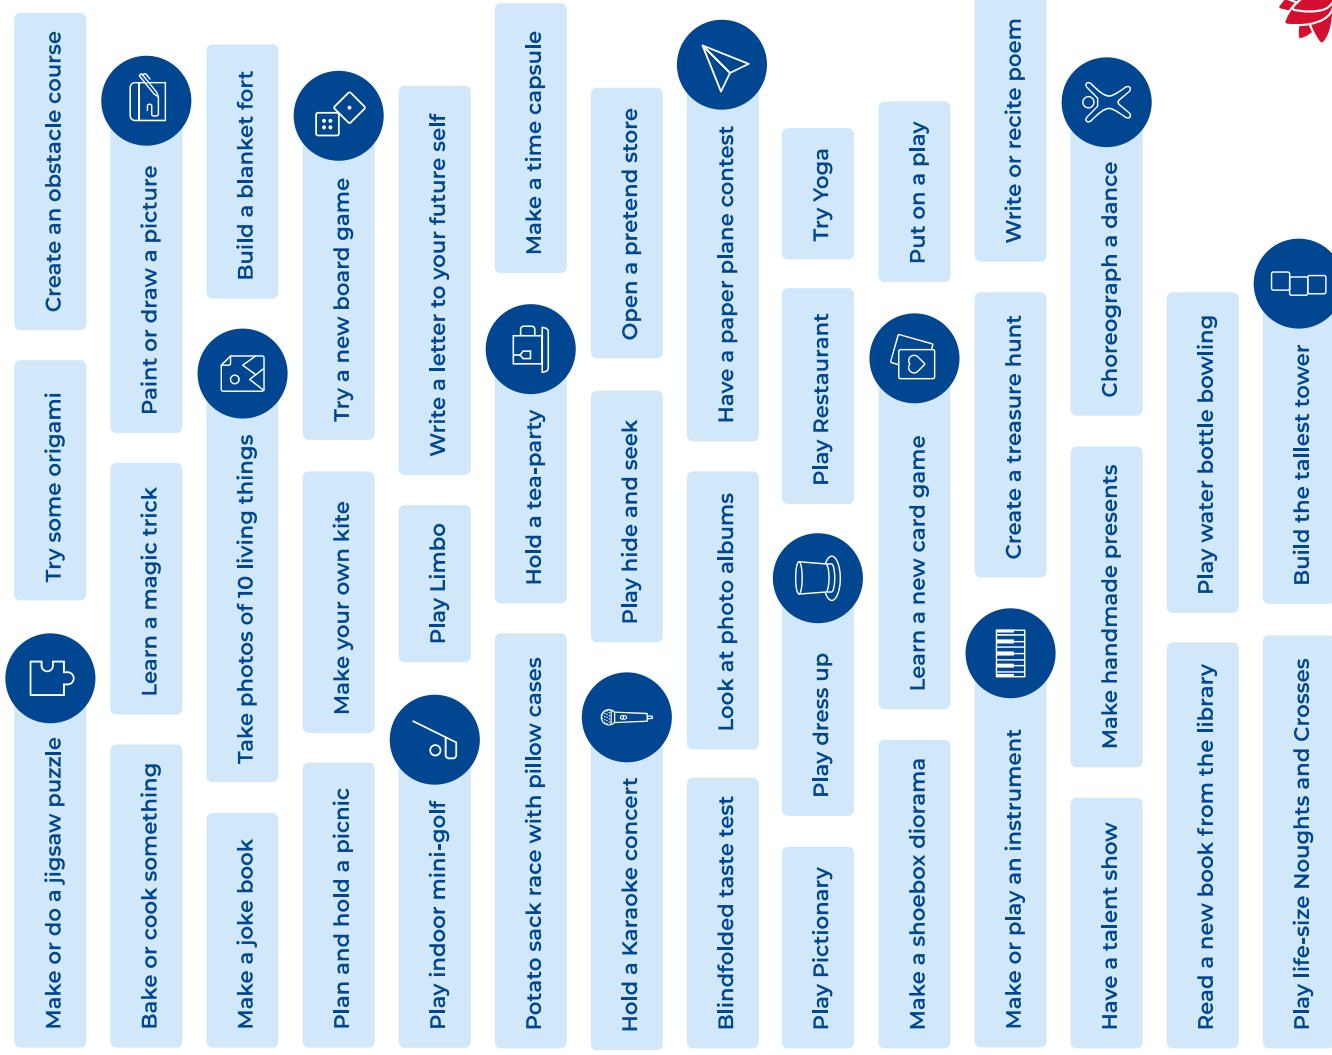 Make or do a jigsaw puzzle
Try some origami
Create an obstacle course
Bake or cook something
Learn a magic trick
Paint or draw a picture
Make a joke book
Take photos of 10 living things
Build a blanket fort
Plan and hold a picnic
Make your own kite
Try a new board game
Play indoor mini-golf
Play Limbo
Write a letter to your future self
Potato sack race with pillow cases
Hold a tea-party
Make a time capsule
Hold a Karaoke concert
Play hide and seek
Open a pretend store
Blindfolded taste test
Look at photo albums
Have a paper plane contest
Play Pictionary
Play dress up
Play Restaurant
Try Yoga
Make a shoebox diorama
Learn a new card game
Put on a play
Make or play an instrument
Create a treasure hunt
Write or recite poem
Have a talent show
Make handmade presents
Choreograph a dance
Read a new book from the library
Play water bottle bowling
Play life-size Noughts and Crosses
Build the tallest tower